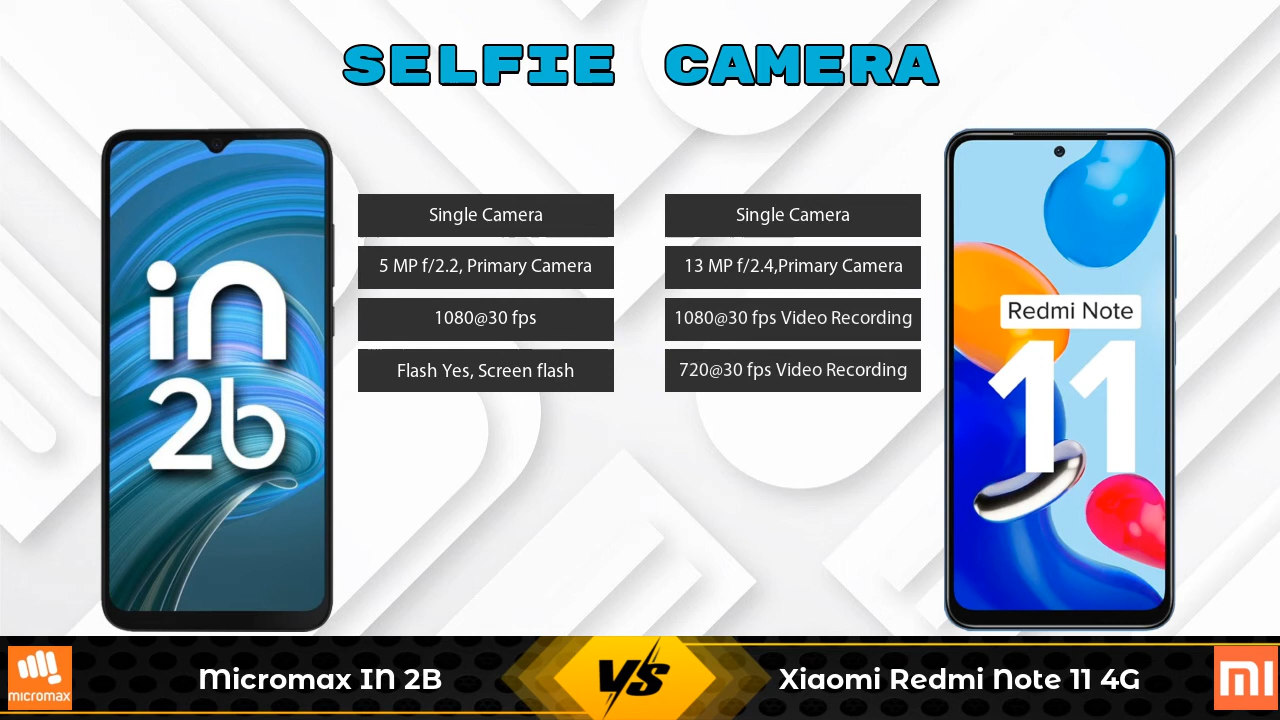 SELFIE CAMERA
Single Camera
5 MP f/2.2, Primary Camera
1080@30 fps
Flash Yes, Screen flash
Single Camera
13 MP f/2.4,Primary Camera
1080@30 fps Video Recording
720@30 fps Video Recording
in
2b
Redmi Note
11
micromax
Micromax IN 2B
VS
Xiaomi Redmi Note 11 4G
mi